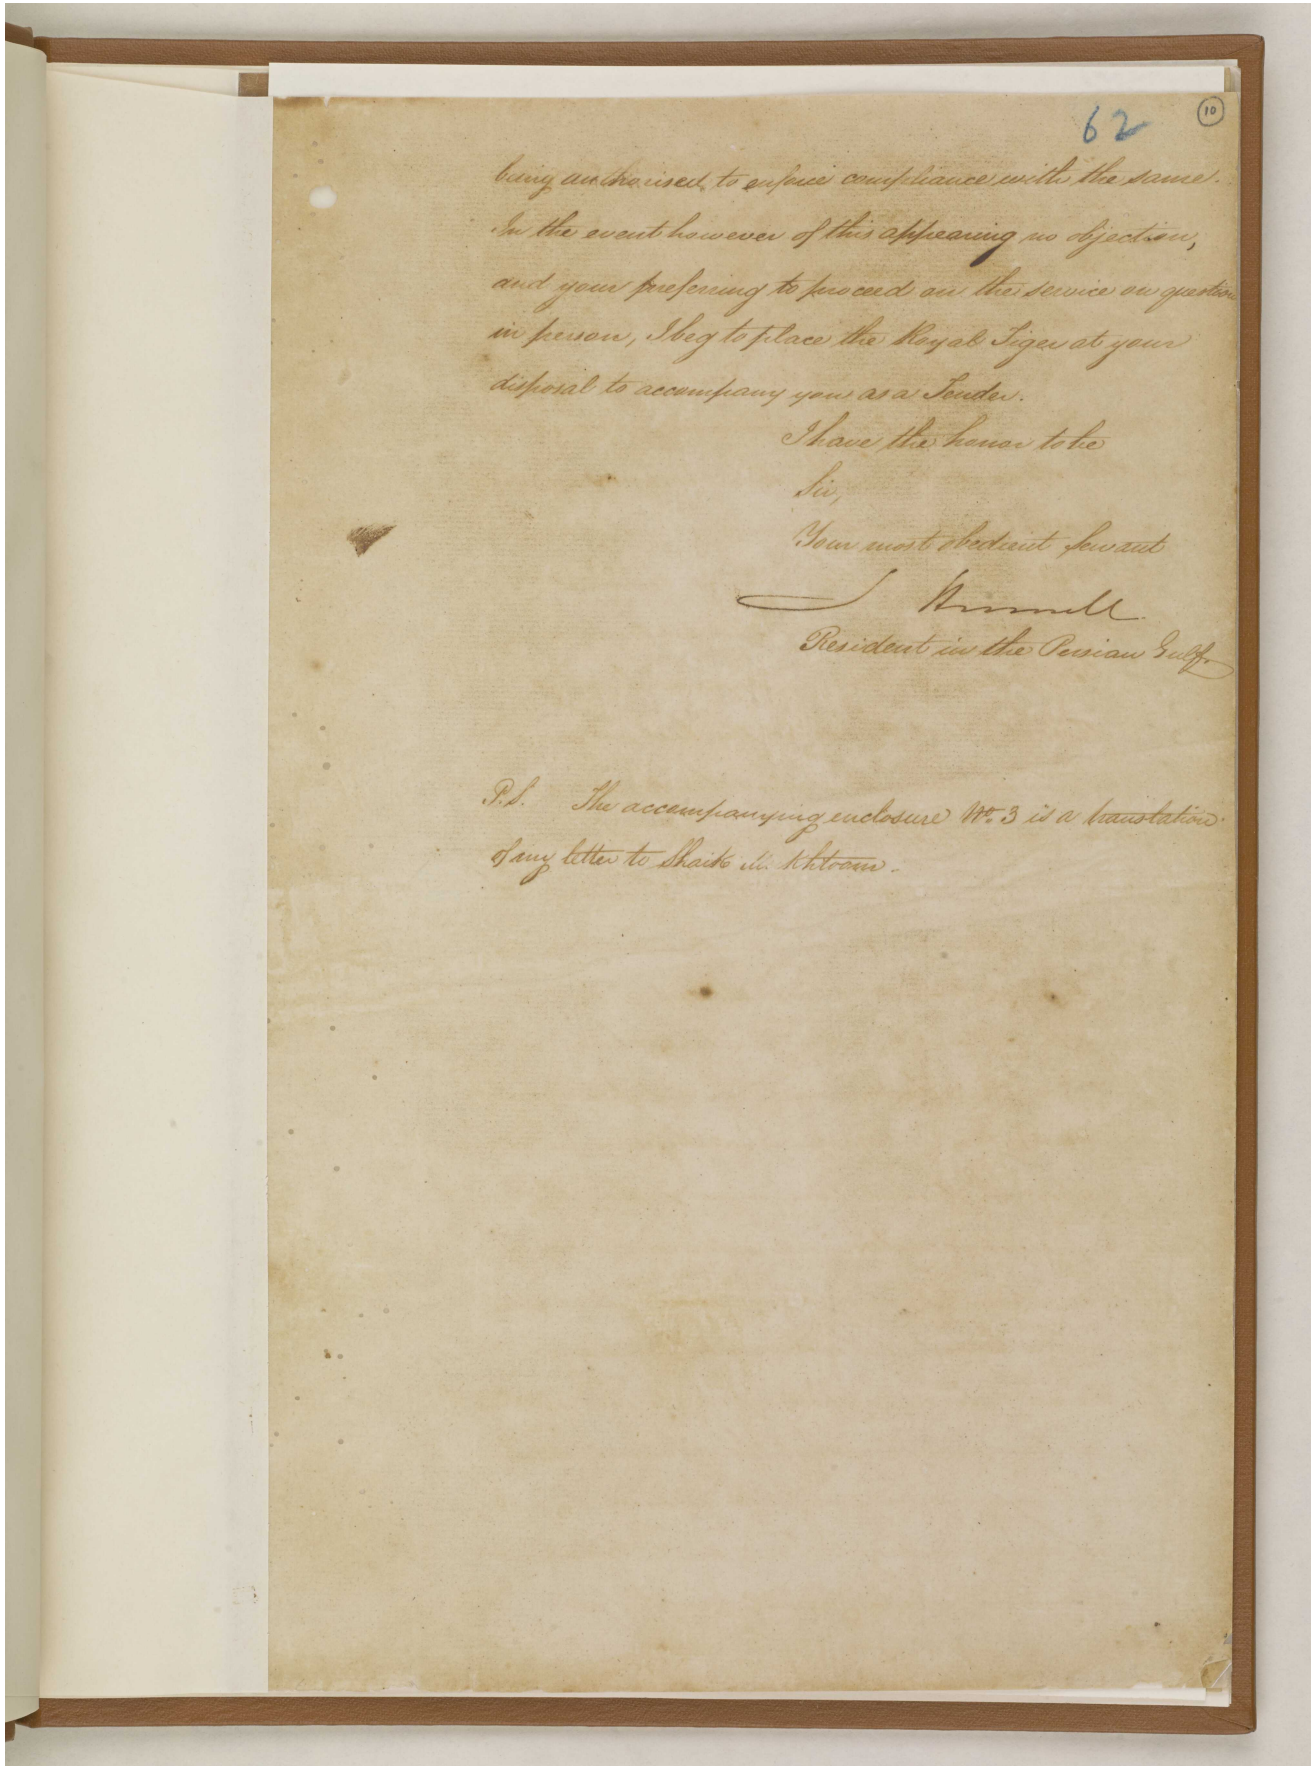 62
10
being authorised, to enforce compliance with the same.
In the event however of this appearing no objection,
and your preferring to proceed on the service on question
in person, I beg to place the Royal Tiger at your
disposal to accompany you as a Tender.
I have the honor to be
Sir,
Your most obedient servant
Hennell
Resident in the Persian Gulf.
P.S. The accompanying enclosure No. 3 is a translation
of my letter to Shaik